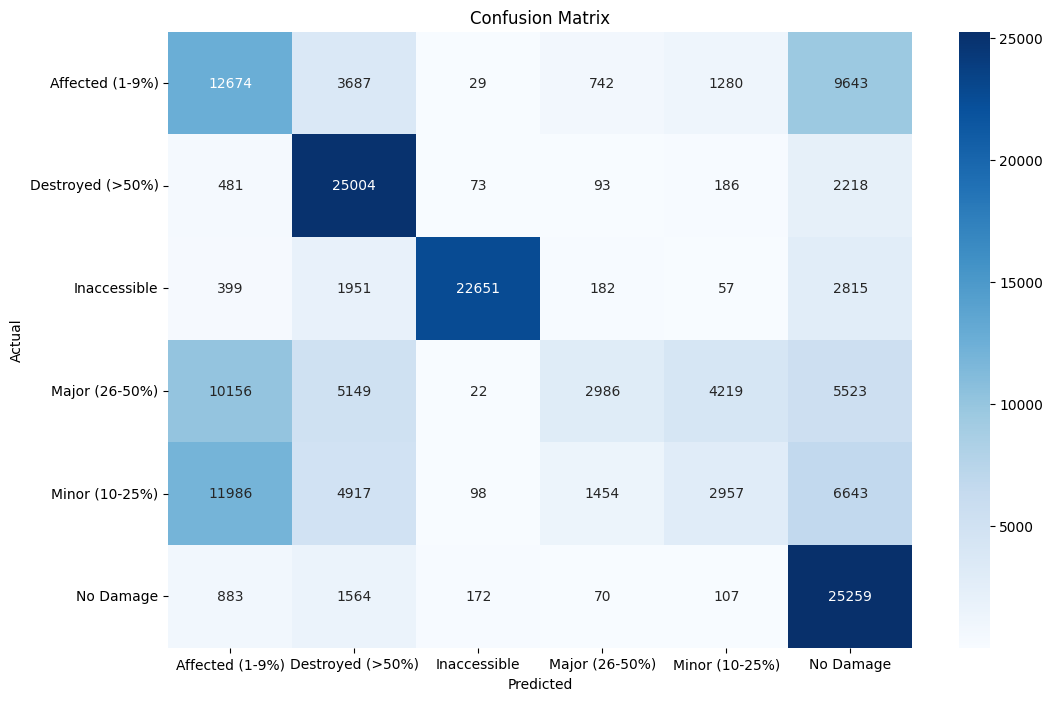 Confusion Matrix
Affected (1-9%) 12674 3687 29 742 1280 9643
Destroyed (>50%) 481 25004 73 93 186 2218
Inaccessible 399 1951 22651 182 57 2815
Major (26-50%) 10156 5149 22 2986 4219 5523
Minor (10-25%) 11986 4917 98 1454 2957 6643
No Damage 883 1564 172 70 107 25259
Affected (1-9%) Destroyed (>50%) Inaccessible Major (26-50%) Minor (10-25%) No Damage
Predicted
Actual
25000
20000
15000
10000
5000